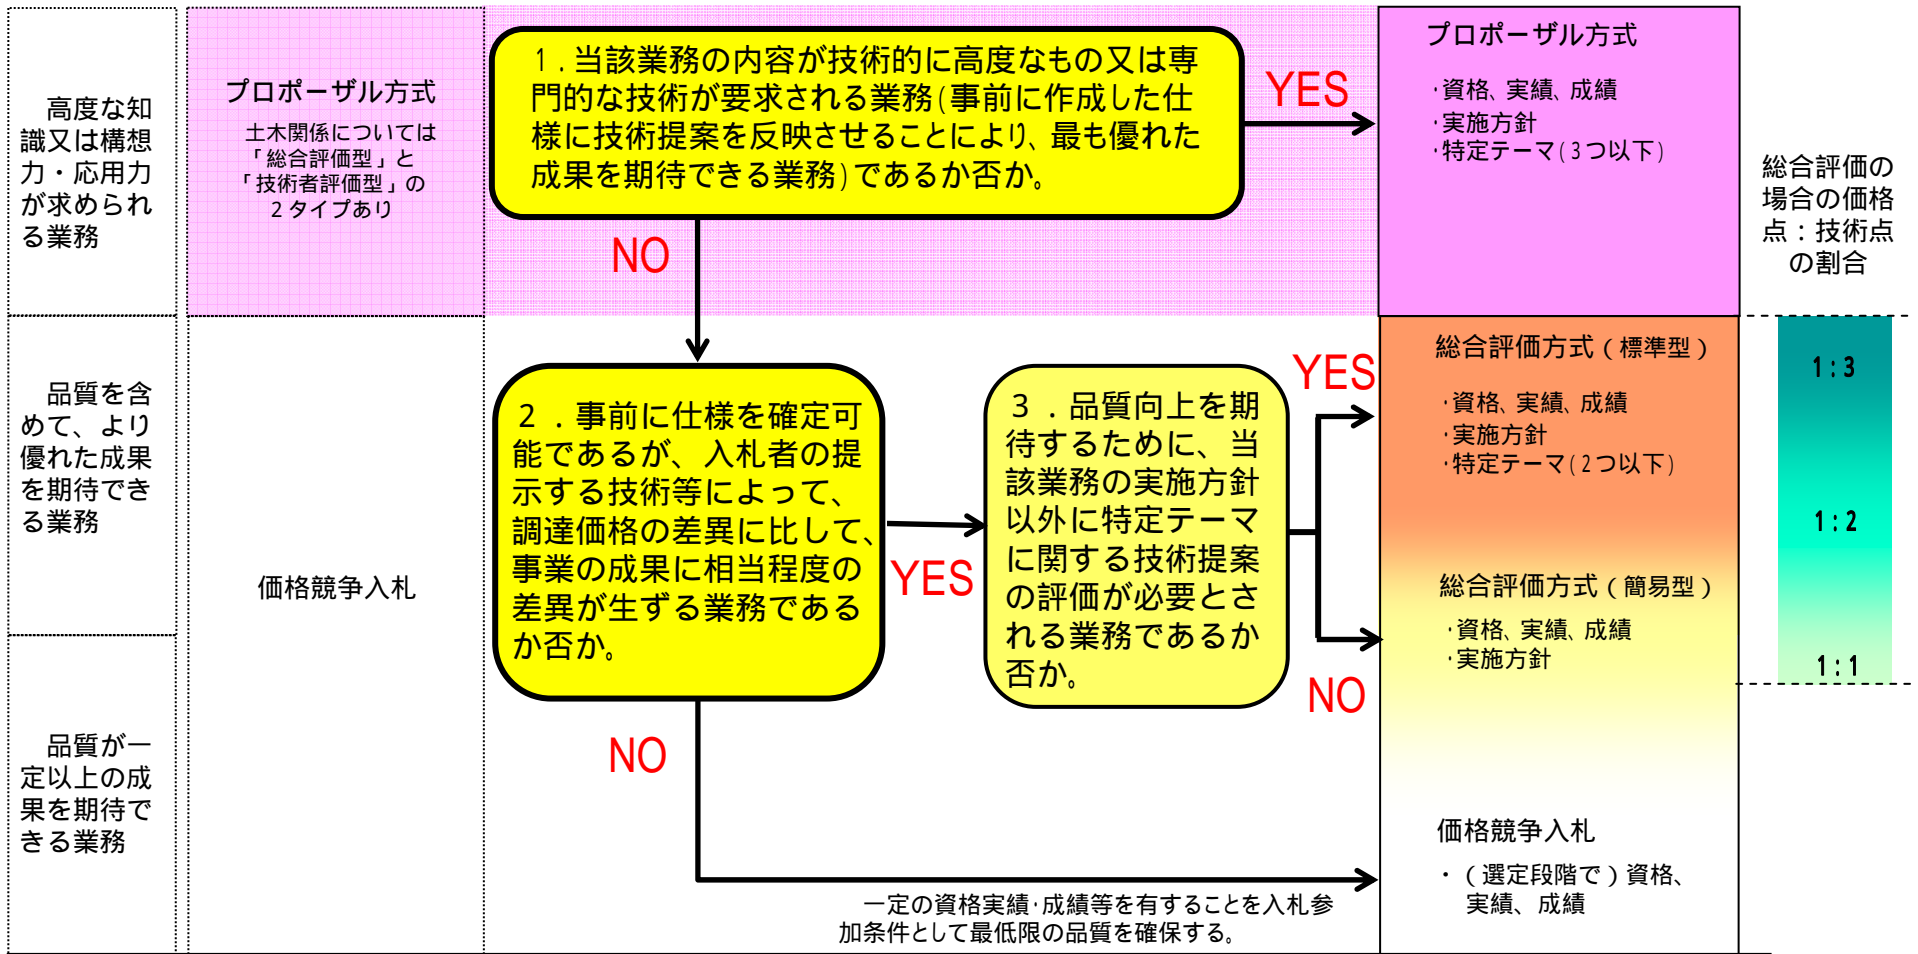 高度な知
識又は構想
力・応用力
が求められ
る業務
プロポーザル方式
土木関係については
「総合評価型」と
「技術者評価型」の
2タイプあり
1.当該業務の内容が技術的に高度なもの又は専
門的な技術が要求される業務(事前に作成した仕
様に技術提案を反映させることにより、最も優れた
成果を期待できる業務)であるか否か。
YES
NO
プロポーザル方式
・資格、実績、成績
・実施方針
・特定テーマ(3つ以下)
総合評価の
場合の価格
点:技術点
の割合
品質を含
めて、より
優れた成果
を期待でき
る業務
価格競争入札
2.事前に仕様を確定可
能であるが、入札者の提
示する技術等によって、
調達価格の差異に比して、
事業の成果に相当程度の
差異が生ずる業務である
か否か。
YES
NO
3.品質向上を期
待するために、当
該業務の実施方針
以外に特定テーマ
に関する技術提案
の評価が必要とさ
れる業務であるか
否か。
YES
NO
総合評価方式(標準型)
・資格、実績、成績
・実施方針
・特定テーマ(2つ以下)
総合評価方式(簡易型)
・資格、実績、成績
・実施方針
1:3
1:2
1:1
品質が一
定以上の成
果を期待で
きる業務
一定の資格実績・成績等を有することを入札参
加条件として最低限の品質を確保する。
価格競争入札
・(選定段階で)資格、
実績、成績